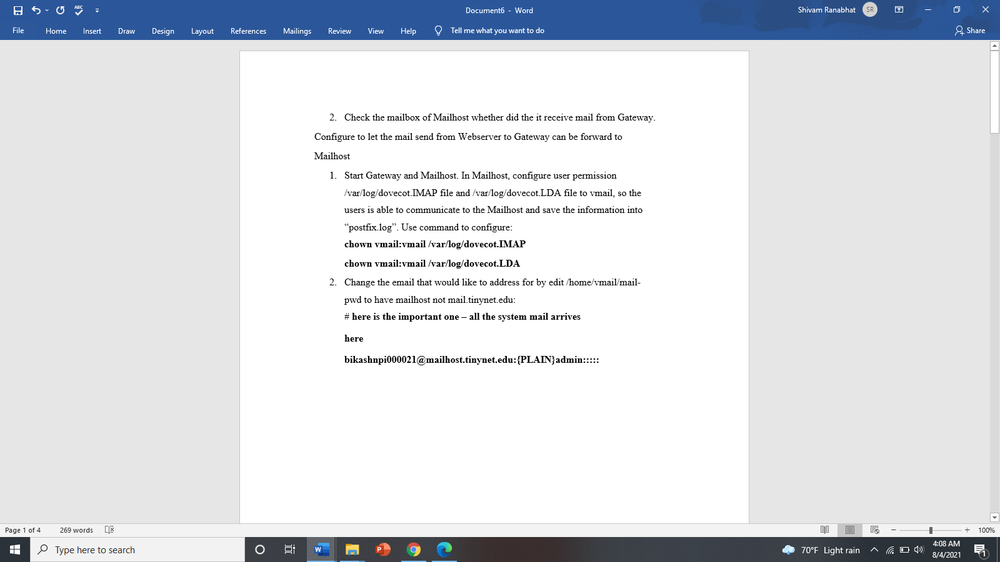 ABC
Document6 - Word
Shivam Ranabhat SR
File Home Insert Draw Design Layout References Mailings Review View Help Tell me what you want to do Share
2. Check the mailbox of Mailhost whether did the it receive mail from Gateway.
Configure to let the mail send from Webserver to Gateway can be forward to
Mailhost
1. Start Gateway and Mailhost. In Mailhost, configure user permission
/var/log/dovecot.IMAP file and /var/log/dovecot.LDA file to vmail, so the
users is able to communicate to the Mailhost and save the information into
“postfix.log”. Use command to configure:
chown vmail:vmail /var/log/dovecot.IMAP
chown vmail:vmail /var/log/dovecot.LDA
2. Change the email that would like to address for by edit /home/vmail/mail-
pwd to have mailhost not mail.tinynet.edu:
# here is the important one – all the system mail arrives
here
bikashnpi000021@mailhost.tinynet.edu:{PLAIN}admin:::::
Page 1 of 4 269 words 100%
Type here to search
W P
70°F Light rain
4:08 AM
8/4/2021
1